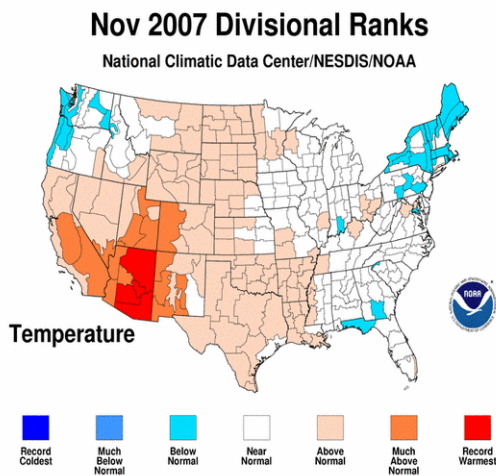 Nov 2007 Divisional Ranks
National Climatic Data Center/NESDIS/NOAA
NOAA
Temperature
Record
Coldest
Much
Below
Normal
Below
Normal
Near
Normal
Above
Normal
Much
Above
Normal
Record
Warmest